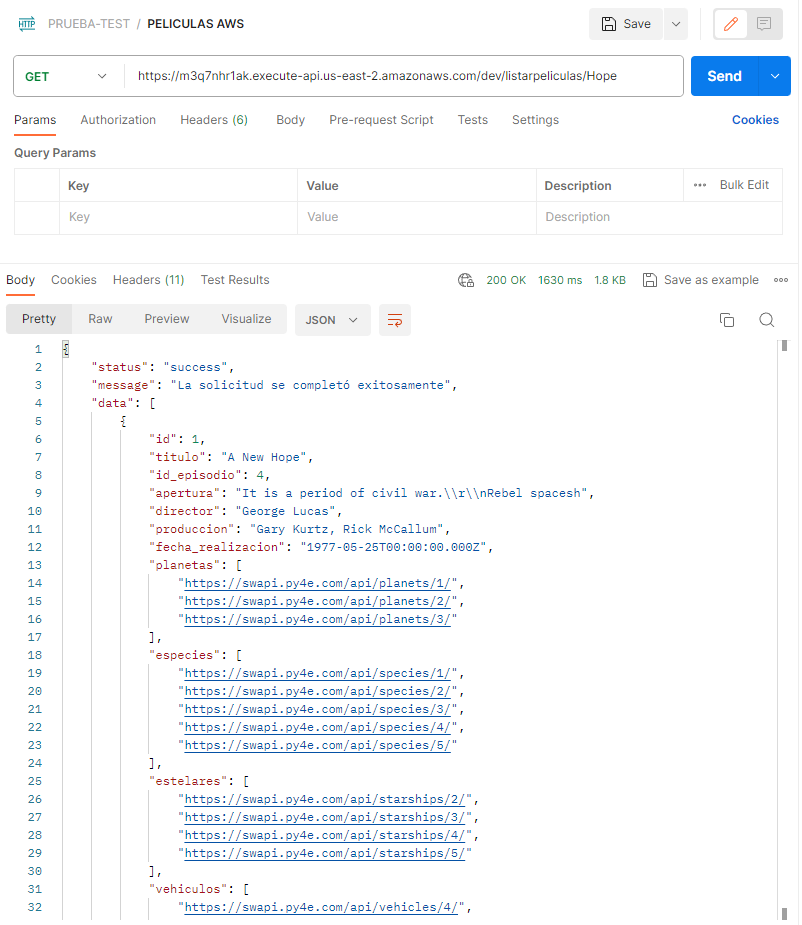 HTTP PRUEBA-TEST / PELICULAS AWS Save
GET https://m3q7nhr1ak.execute-api.us-east-2.amazonaws.com/dev/listarpeliculas/Hope Send
Params Authorization Headers (6) Body Pre-request Script Tests Settings Cookies
Query Params
Key Value Description ••• Bulk Edit
Key Value Description
Body Cookies Headers (11) Test Results 200 OK 1630 ms 1.8 KB Save as example
Pretty Raw Preview Visualize JSON
1 {
2 "status": "success",
3 "message": "La solicitud se completó exitosamente",
4 "data": [
5 {
6 "id": 1,
7 "titulo": "A New Hope",
8 "id_episodio": 4,
9 "apertura": "It is a period of civil war.\\r\\nRebel spacesh",
10 "director": "George Lucas",
11 "produccion": "Gary Kurtz, Rick McCallum",
12 "fecha_realizacion": "1977-05-25T00:00:00.000Z",
13 "planetas": [
14 "https://swapi.py4e.com/api/planets/1/",
15 "https://swapi.py4e.com/api/planets/2/",
16 "https://swapi.py4e.com/api/planets/3/"
17 ],
18 "especies": [
19 "https://swapi.py4e.com/api/species/1/",
20 "https://swapi.py4e.com/api/species/2/",
21 "https://swapi.py4e.com/api/species/3/",
22 "https://swapi.py4e.com/api/species/4/",
23 "https://swapi.py4e.com/api/species/5/"
24 ],
25 "estelares": [
26 "https://swapi.py4e.com/api/starships/2/",
27 "https://swapi.py4e.com/api/starships/3/",
28 "https://swapi.py4e.com/api/starships/4/",
29 "https://swapi.py4e.com/api/starships/5/"
30 ],
31 "vehiculos": [
32 "https://swapi.py4e.com/api/vehicles/4/",